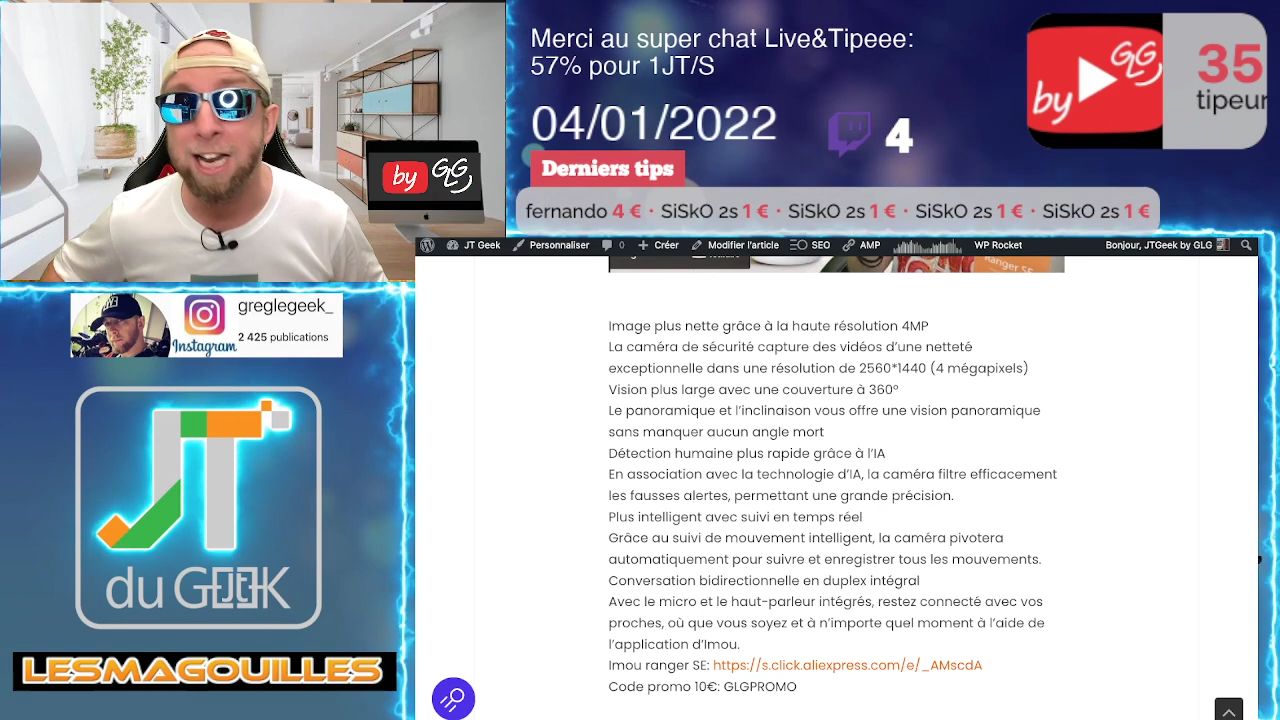 Merci au super chat Live&Tipeee:
57% pour 1JT/S
04/01/2022
4
by GLG
35
tipeur
Derniers tips
fernando 4 € · SiSkO 2s 1 € · SiSkO 2s 1 € · SiSkO 2s 1 € · SiSkO 2s 1 €
by GLG
JT Geek Personnaliser 0 Créer Modifier l'article SEO AMP WP Rocket Bonjour, JTGeek by GLG
greglegeek_
2 425 publications
Instagram
JT
du GEEK
LESMAGOUILLES
Image plus nette grâce à la haute résolution 4MP
La caméra de sécurité capture des vidéos d'une netteté
exceptionnelle dans une résolution de 2560*1440 (4 mégapixels)
Vision plus large avec une couverture à 360°
Le panoramique et l'inclinaison vous offre une vision panoramique
sans manquer aucun angle mort
Détection humaine plus rapide grâce à l'IA
En association avec la technologie d'IA, la caméra filtre efficacement
les fausses alertes, permettant une grande précision.
Plus intelligent avec suivi en temps réel
Grâce au suivi de mouvement intelligent, la caméra pivotera
automatiquement pour suivre et enregistrer tous les mouvements.
Conversation bidirectionnelle en duplex intégral
Avec le micro et le haut-parleur intégrés, restez connecté avec vos
proches, où que vous soyez et à n'importe quel moment à l'aide de
l'application d'Imou.
Imou ranger SE: https://s.click.aliexpress.com/e/_AMscdA
Code promo 10€: GLGPROMO